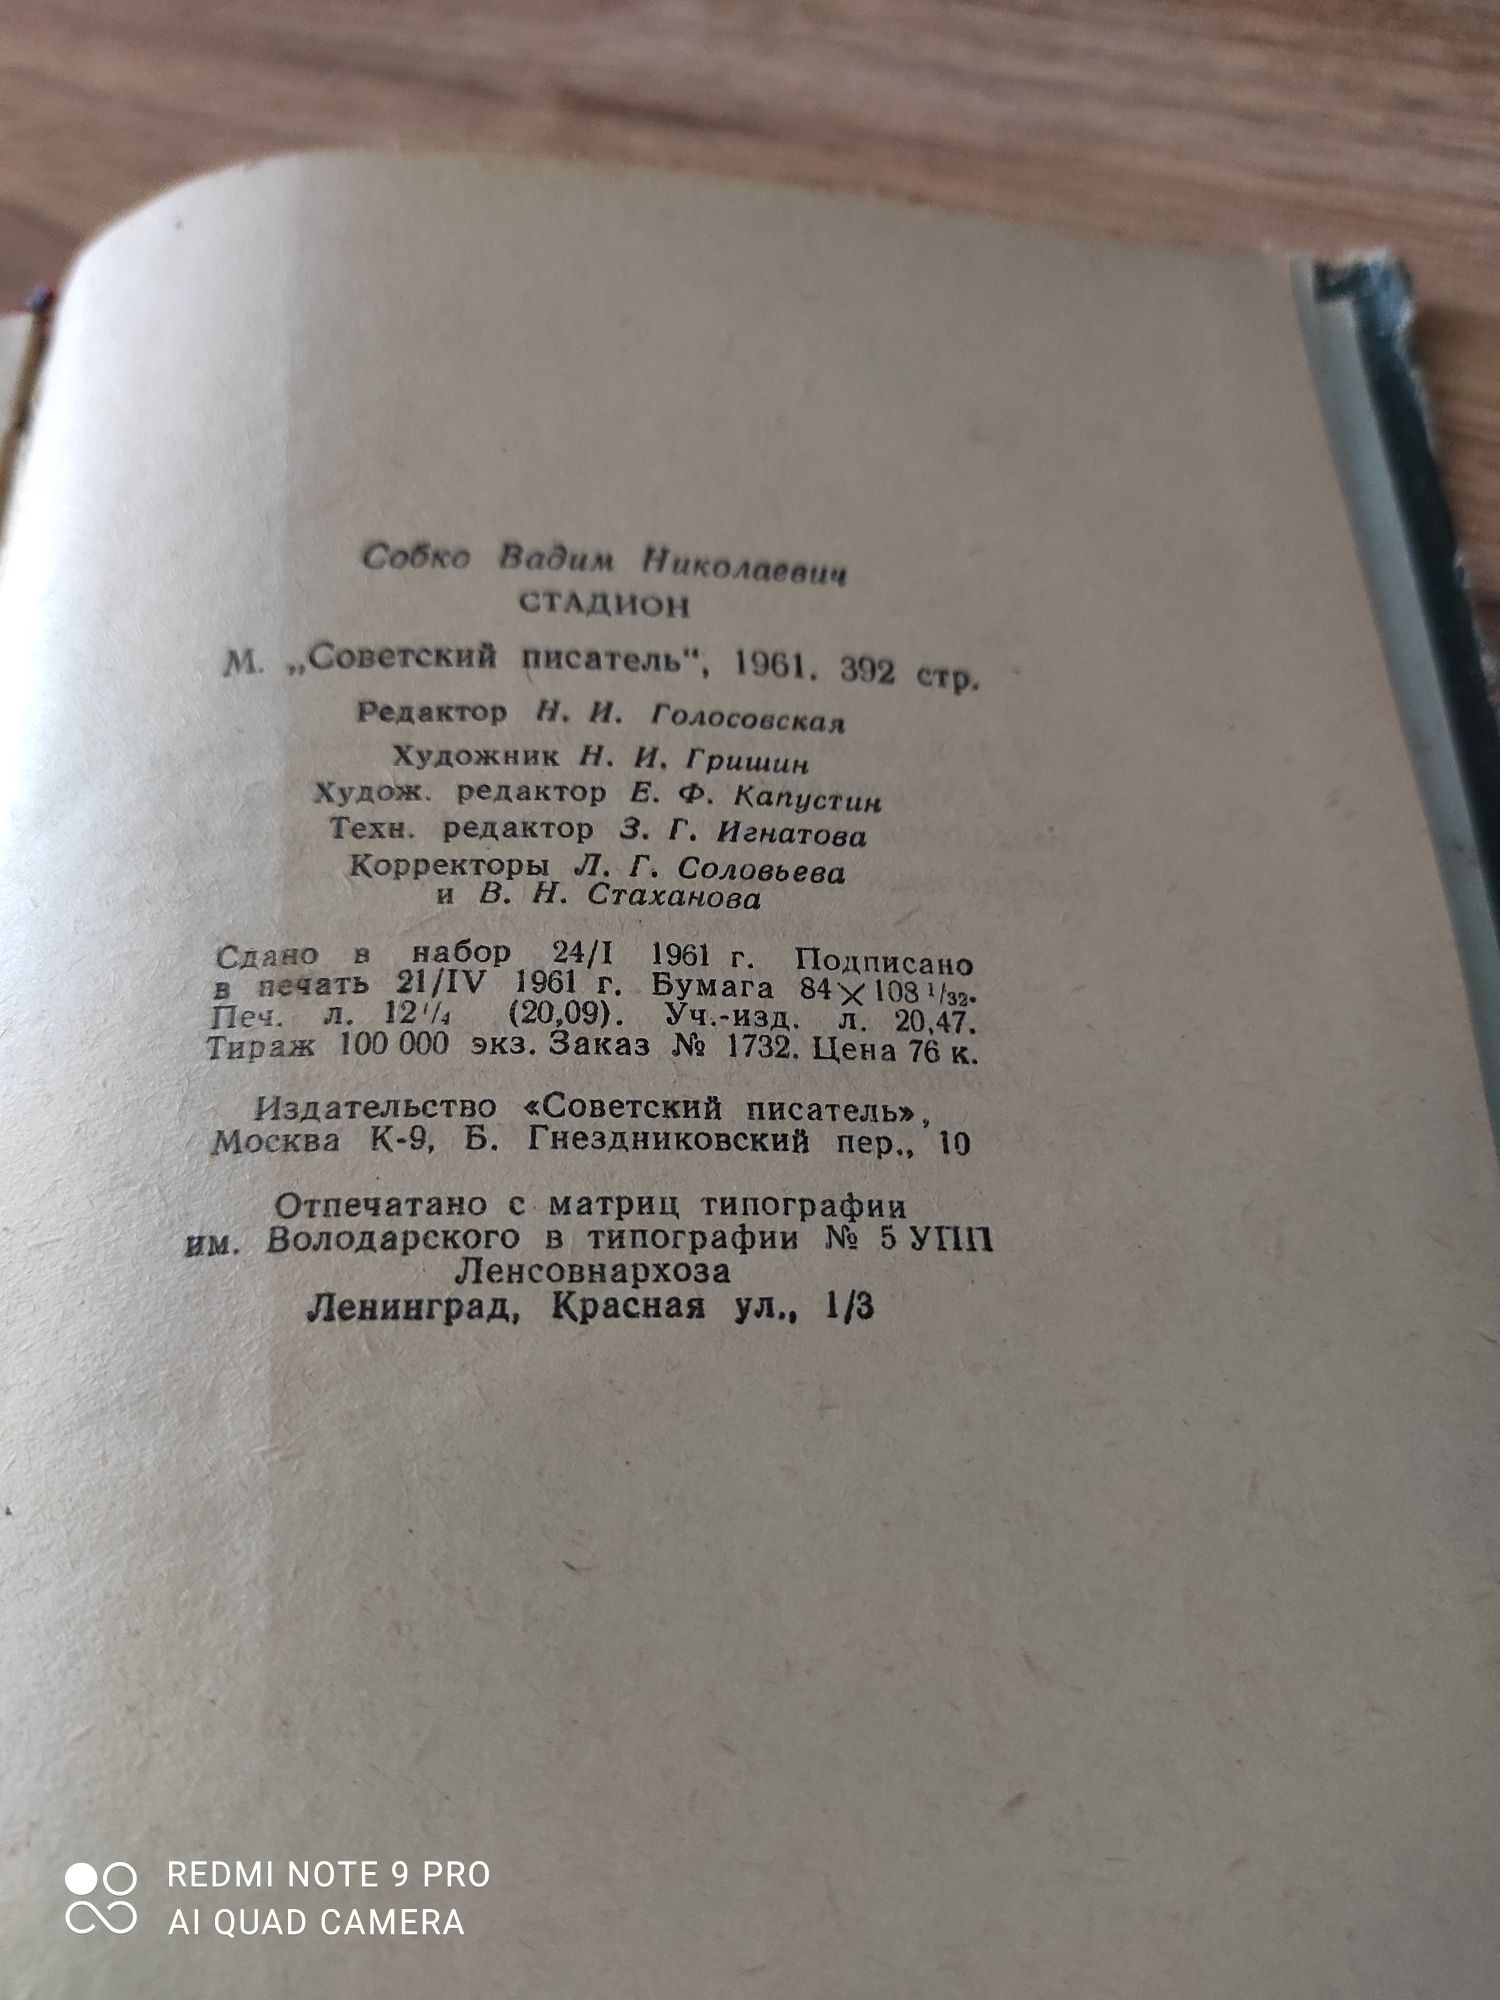 Собко Вадим Николаевич
СТАДИОН
М. „Советский писатель“, 1961. 392 стр.
Редактор Н. И. Голосовская
Художник Н. И. Гришин
Худож. редактор Е. Ф. Капустин
Техн. редактор З. Г. Игнатова
Корректоры Л. Г. Соловьева
и В. Н. Стаханова
Сдано в набор 24/I 1961 г. Подписано
в печать 21/IV 1961 г. Бумага 84×108 1/32.
Печ. л. 12 1/4 (20,09). Уч.-изд. л. 20,47.
Тираж 100 000 экз. Заказ № 1732. Цена 76 к.
Издательство «Советский писатель»,
Москва К-9, Б. Гнездниковский пер., 10
Отпечатано с матриц типографии
им. Володарского в типографии № 5 УПП
Ленсовнархоза
Ленинград, Красная ул., 1/3
REDMI NOTE 9 PRO
AI QUAD CAMERA